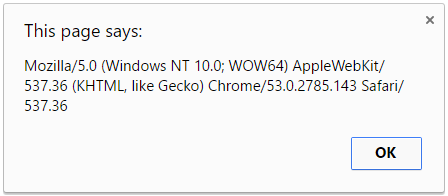 This page says:
Mozilla/5.0 (Windows NT 10.0; WOW64) AppleWebKit/
537.36 (KHTML, like Gecko) Chrome/53.0.2785.143 Safari/
537.36
OK